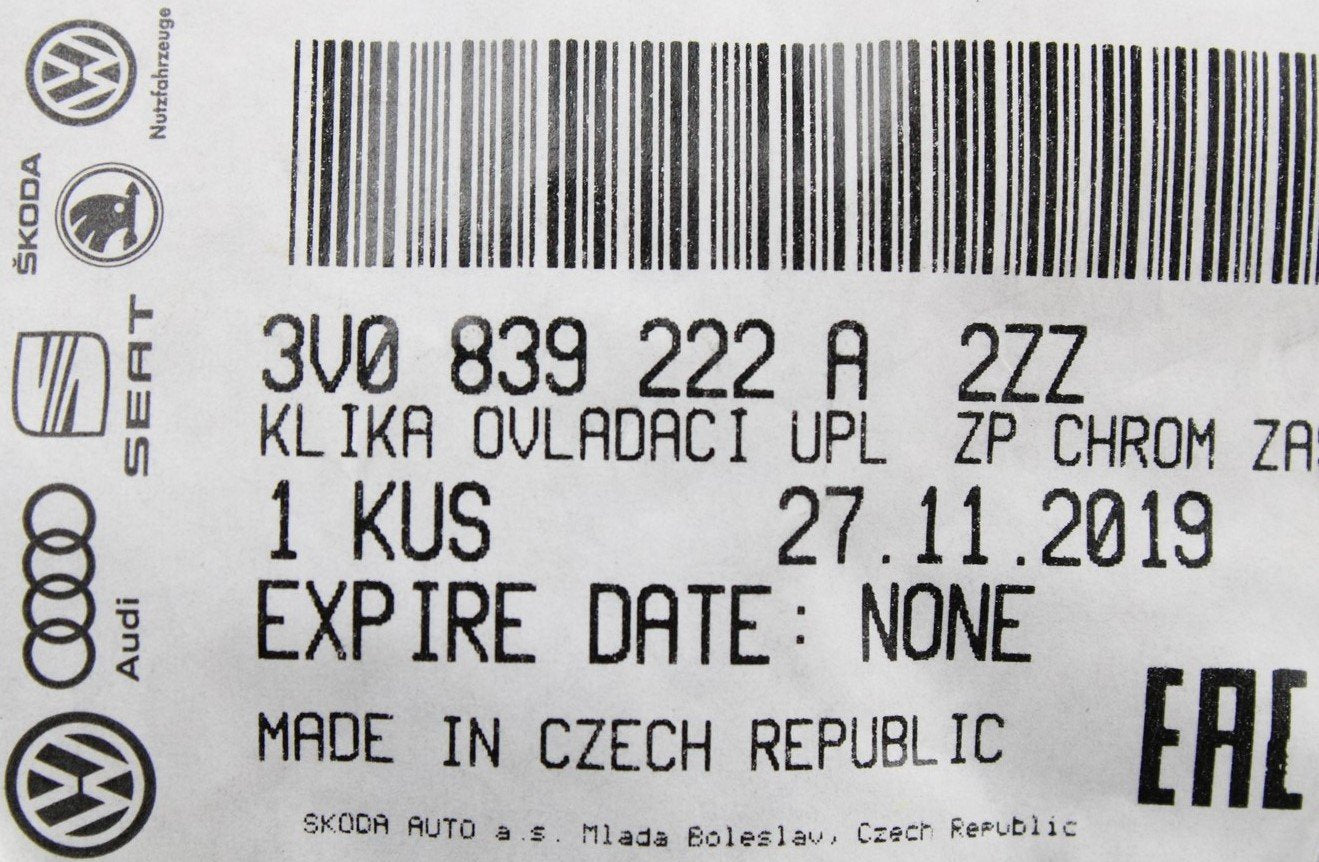 Nutzfahrzeuge
ŠKODA
SEAT
Audi
3V0 839 222 A 2ZZ
KLIKA OVLADACI UPL ZP CHROM ZAS
1 KUS 27.11.2019
EXPIRE DATE: NONE
MADE IN CZECH REPUBLIC
EAC
SKODA AUTO a.s. Mlada Boleslav, Czech Republic